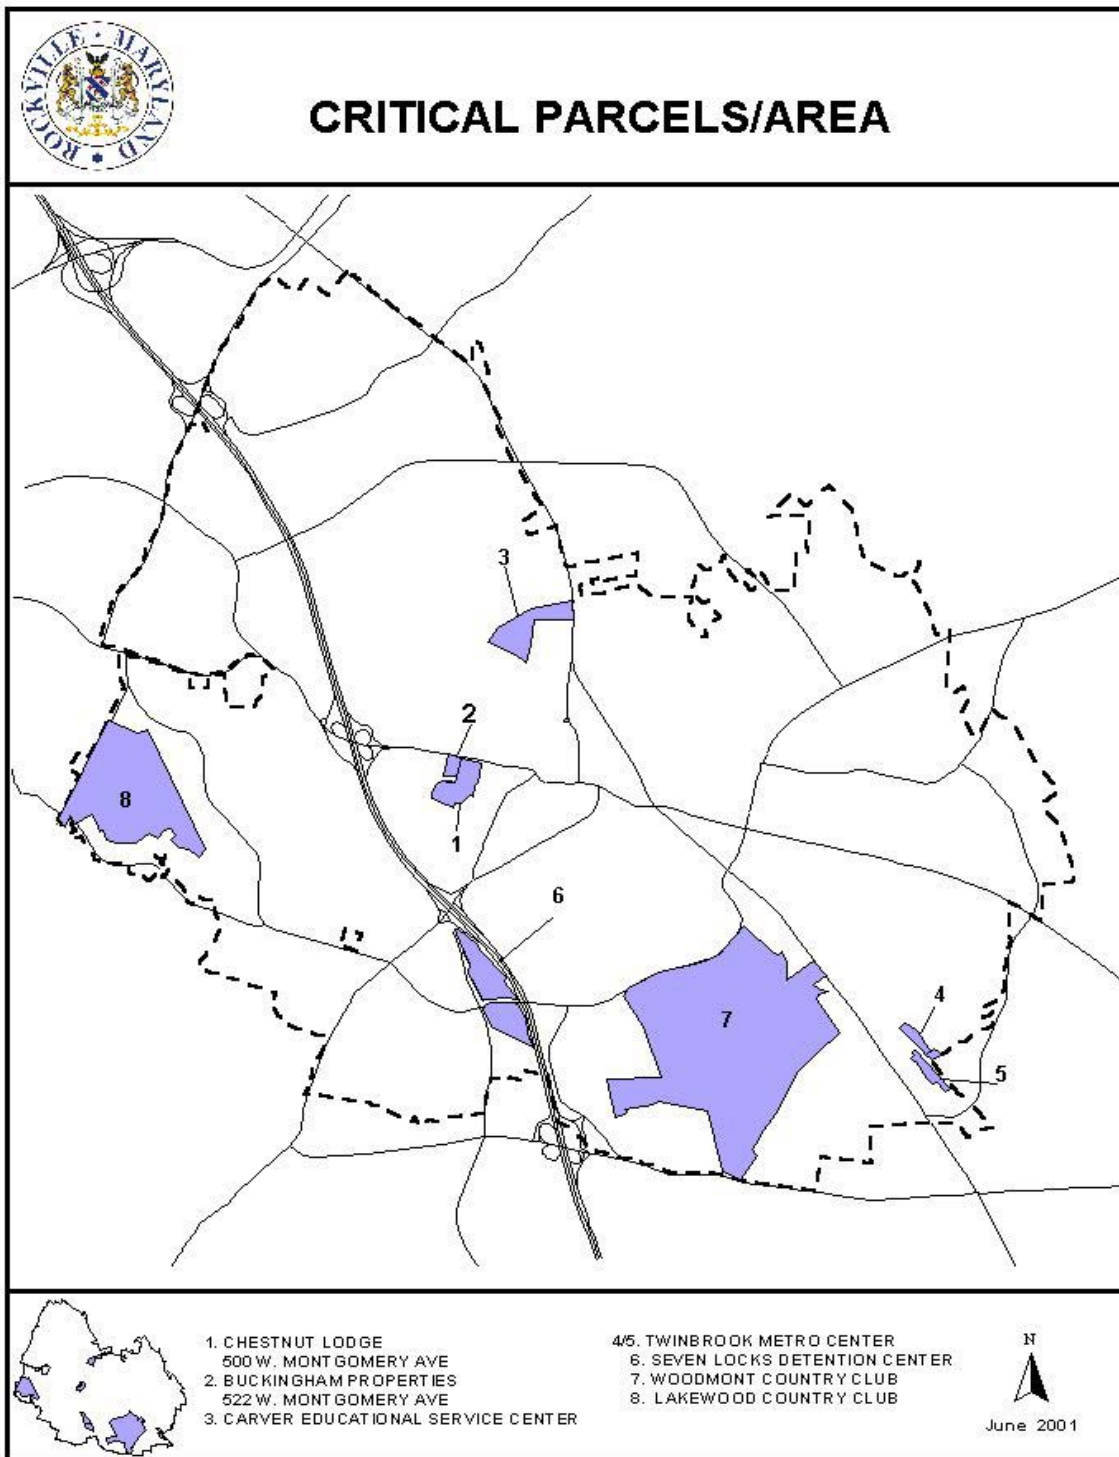 ROCKVILLE • MARYLAND
CRITICAL PARCELS/AREA
3
2
8
1
6
7
4
5
1. CHESTNUT LODGE
500 W. MONTGOMERY AVE
2. BUCKINGHAM PROPERTIES
522 W. MONTGOMERY AVE
3. CARVER EDUCATIONAL SERVICE CENTER
4/5. TWINBROOK METRO CENTER
6. SEVEN LOCKS DETENTION CENTER
7. WOODMONT COUNTRY CLUB
8. LAKEWOOD COUNTRY CLUB
N
June 2001